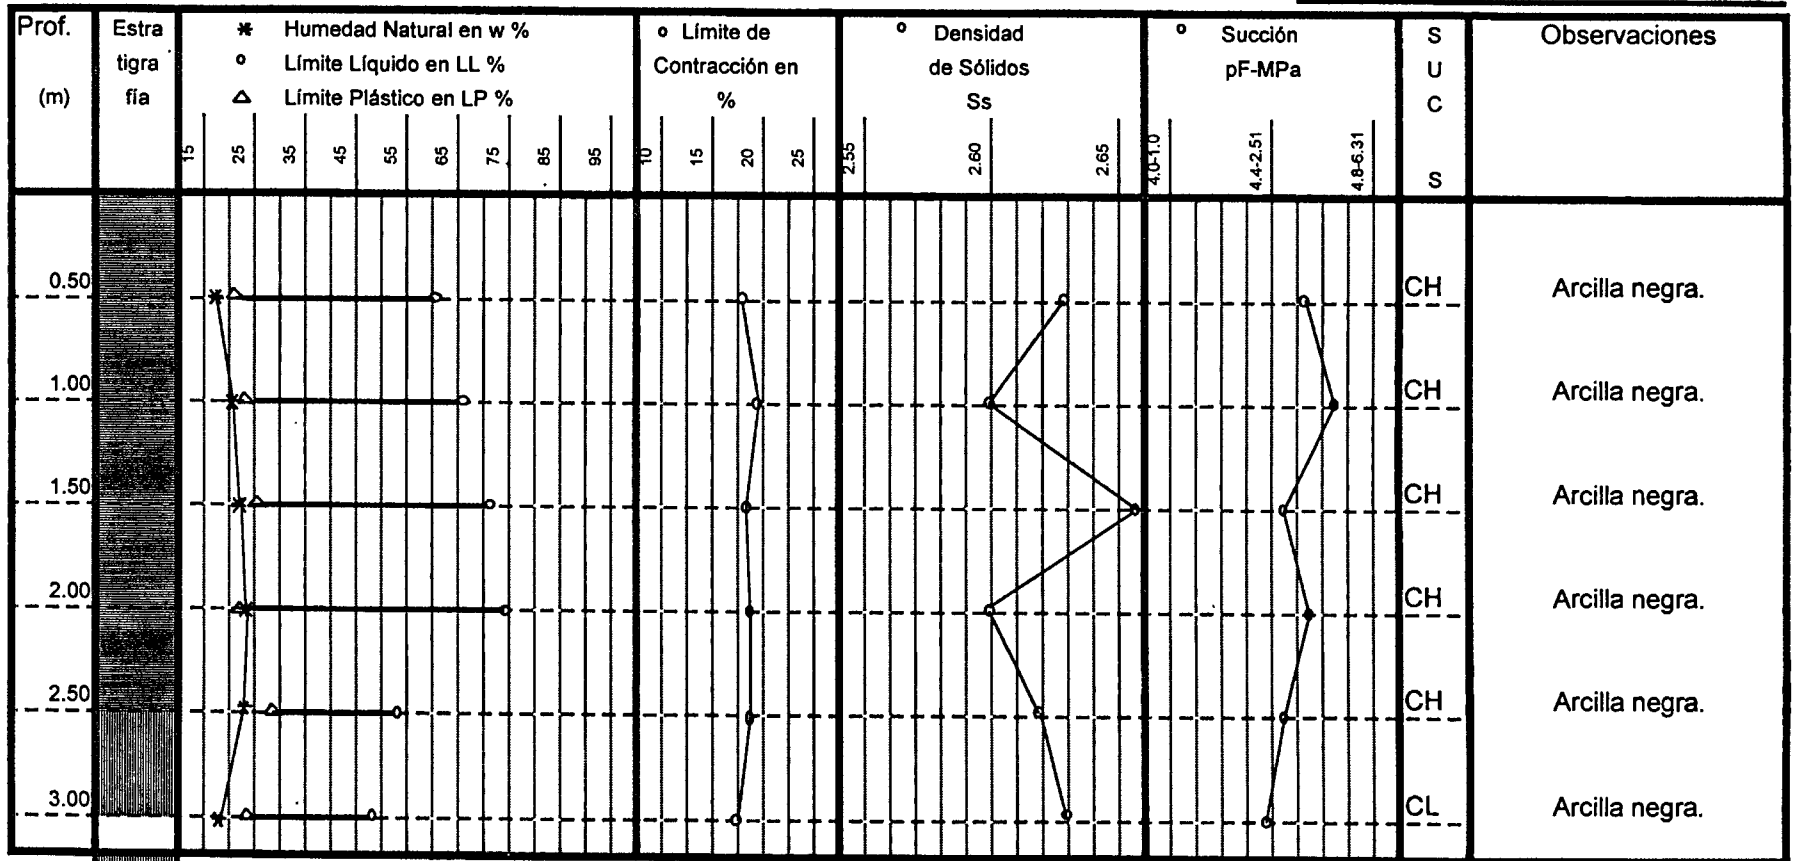 Prof.
(m)
Estra
tigra
fía
Humedad Natural en w %
Límite Líquido en LL %
Límite Plástico en LP %
15 25 35 45 55 65 75 85 95
Límite de
Contracción en
%
10 15 20 25
Densidad
de Sólidos
Ss
2.55 2.60 2.65
Succión
pF-MPa
4.0-1.0 4.4-2.51 4.8-6.31
S
U
C
S
Observaciones
0.50 CH Arcilla negra.
1.00 CH Arcilla negra.
1.50 CH Arcilla negra.
2.00 CH Arcilla negra.
2.50 CH Arcilla negra.
3.00 CL Arcilla negra.